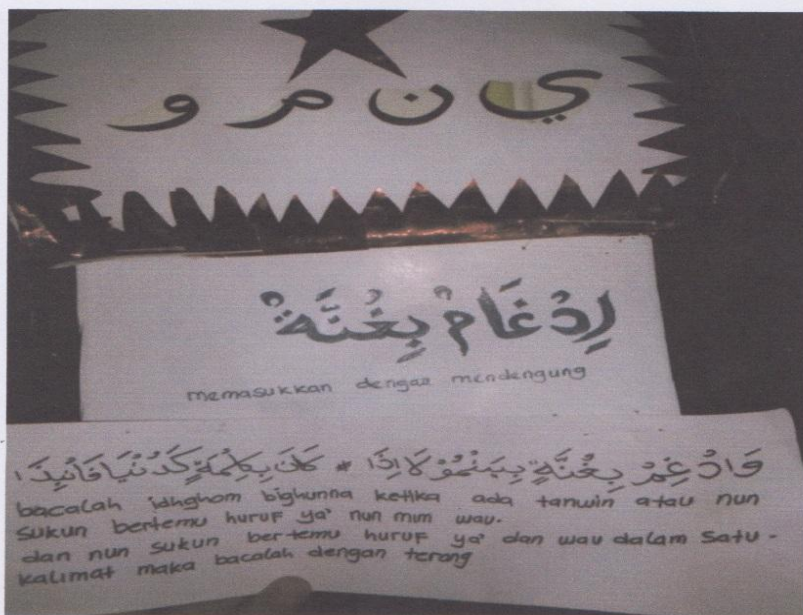 ي ن م و
اِدْغَامْ بِغُنَّةْ
memasukkan dengan mendengung
وَادْغِمْ بِغُنَّةٍ بِيَنْمُوْ لَا اِذَا * كَانَ بِكِلْمَةٍ كَدُنْيَا فَانْبِذَا
bacalah idhghom bighunna ketika ada tanwin atau nun
sukun bertemu huruf ya' nun mim wau.
dan nun sukun bertemu huruf ya' dan wau dalam satu-
kalimat maka bacalah dengan terang